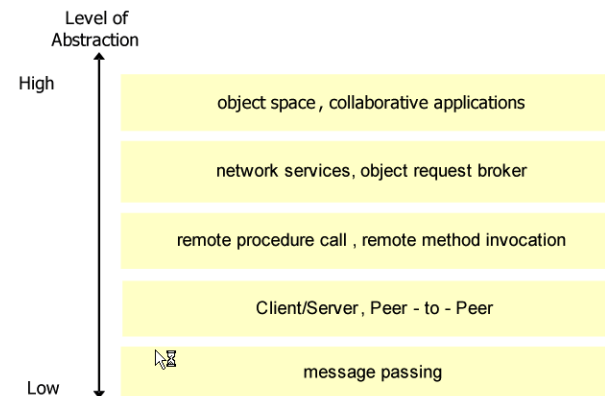 Level of
Abstraction
High
object space , collaborative applications
network services, object request broker
remote procedure call , remote method invocation
Client/Server , Peer - to - Peer
message passing
Low